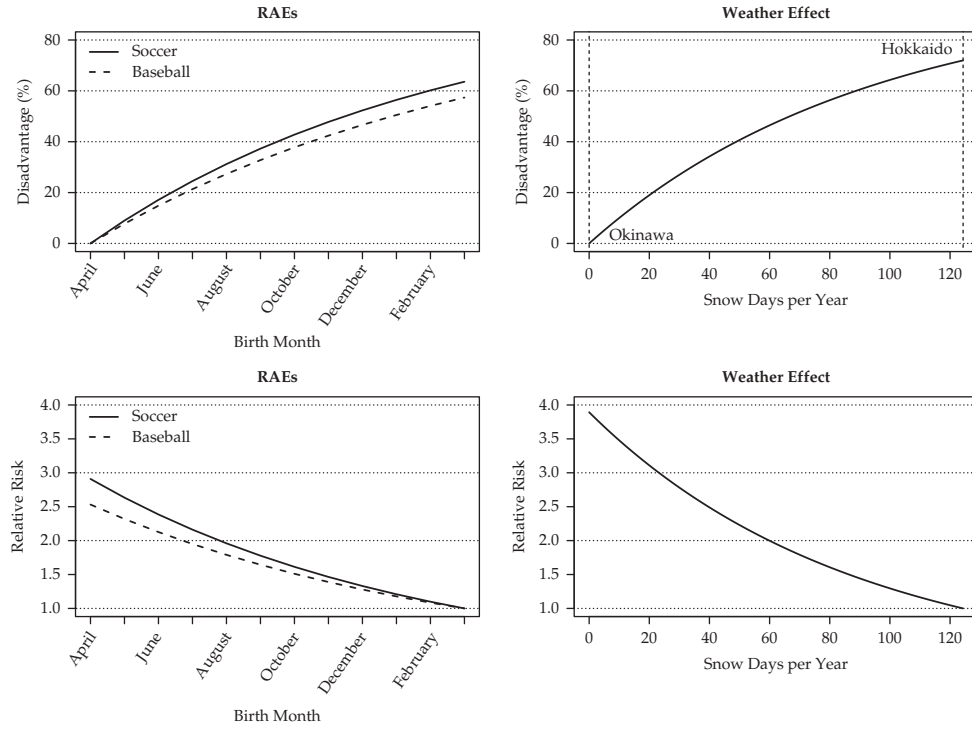 RAEs
80
60
40
20
0
Disadvantage (%)
Soccer
Baseball
April
June
August
October
December
February
Birth Month
Weather Effect
80
60
40
20
0
Disadvantage (%)
Hokkaido
Okinawa
0 20 40 60 80 100 120
Snow Days per Year
RAEs
4.0
3.5
3.0
2.5
2.0
1.5
1.0
Relative Risk
Soccer
Baseball
April
June
August
October
December
February
Birth Month
Weather Effect
4.0
3.5
3.0
2.5
2.0
1.5
1.0
Relative Risk
0 20 40 60 80 100 120
Snow Days per Year